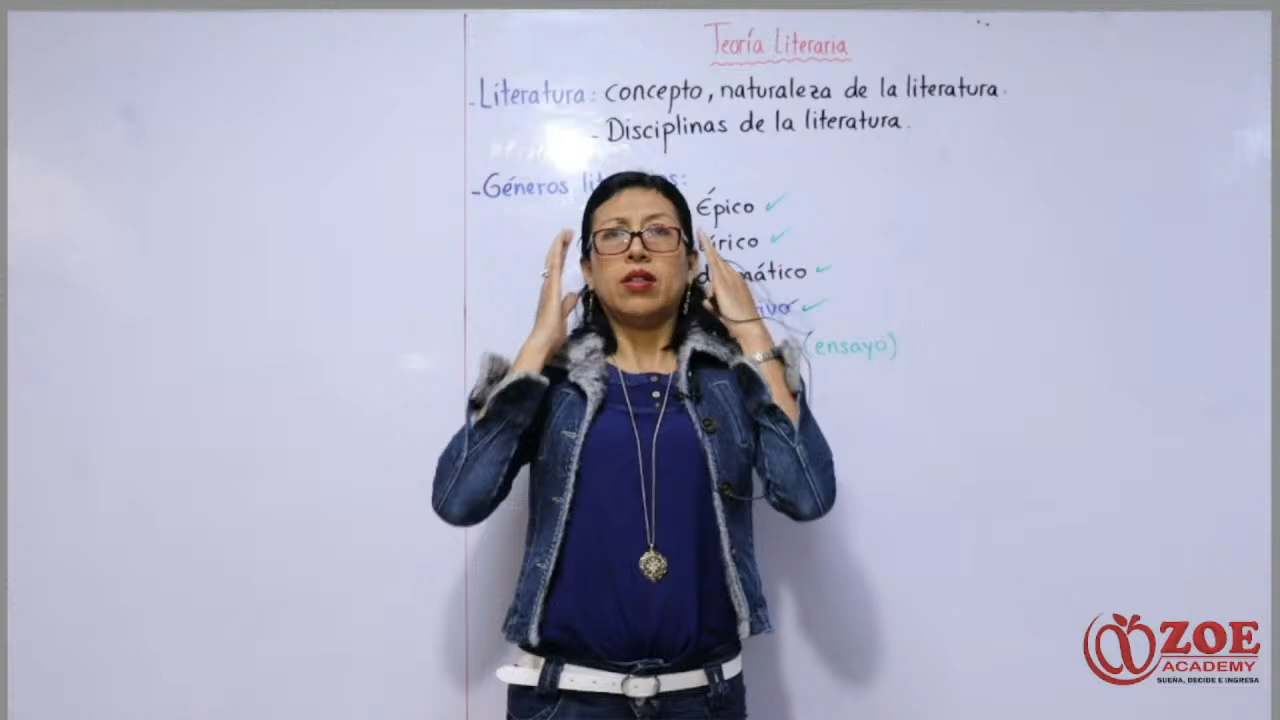 Teoría Literaria
- Literatura: concepto, naturaleza de la literatura.
- Disciplinas de la literatura.
- Géneros
Épico ✓
✓
✓
✓
(ensayo)
ZOE
ACADEMY
SUEÑA, DECIDE E INGRESA